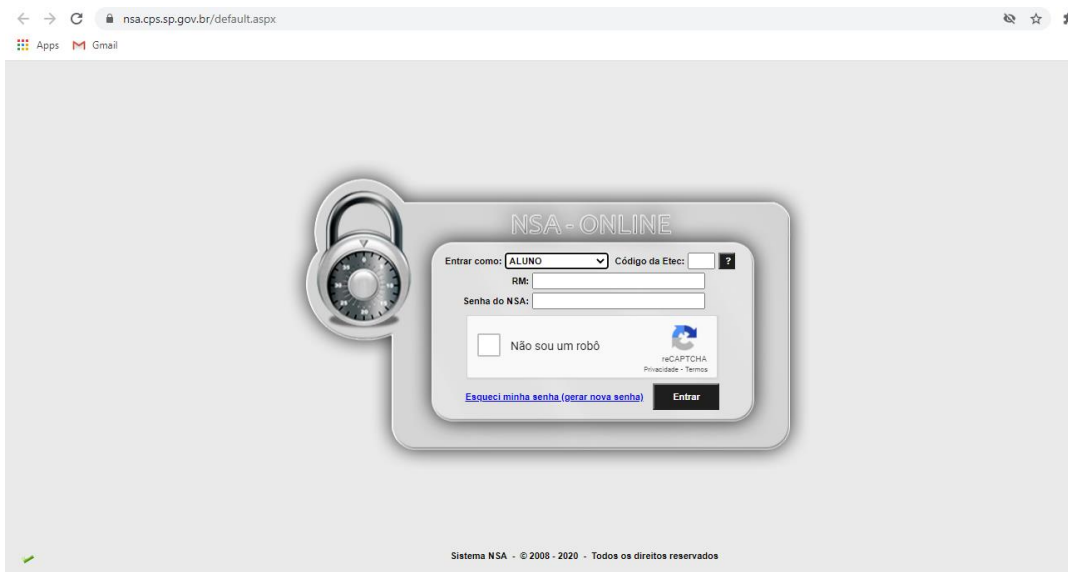 nsa.cps.sp.gov.br/default.aspx
Apps Gmail
NSA - ONLINE
Entrar como: ALUNO Código da Etec: ?
RM:
Senha do NSA:
Não sou um robô
reCAPTCHA
Privacidade - Termos
Esqueci minha senha (gerar nova senha) Entrar
Sistema NSA - © 2008 - 2020 - Todos os direitos reservados